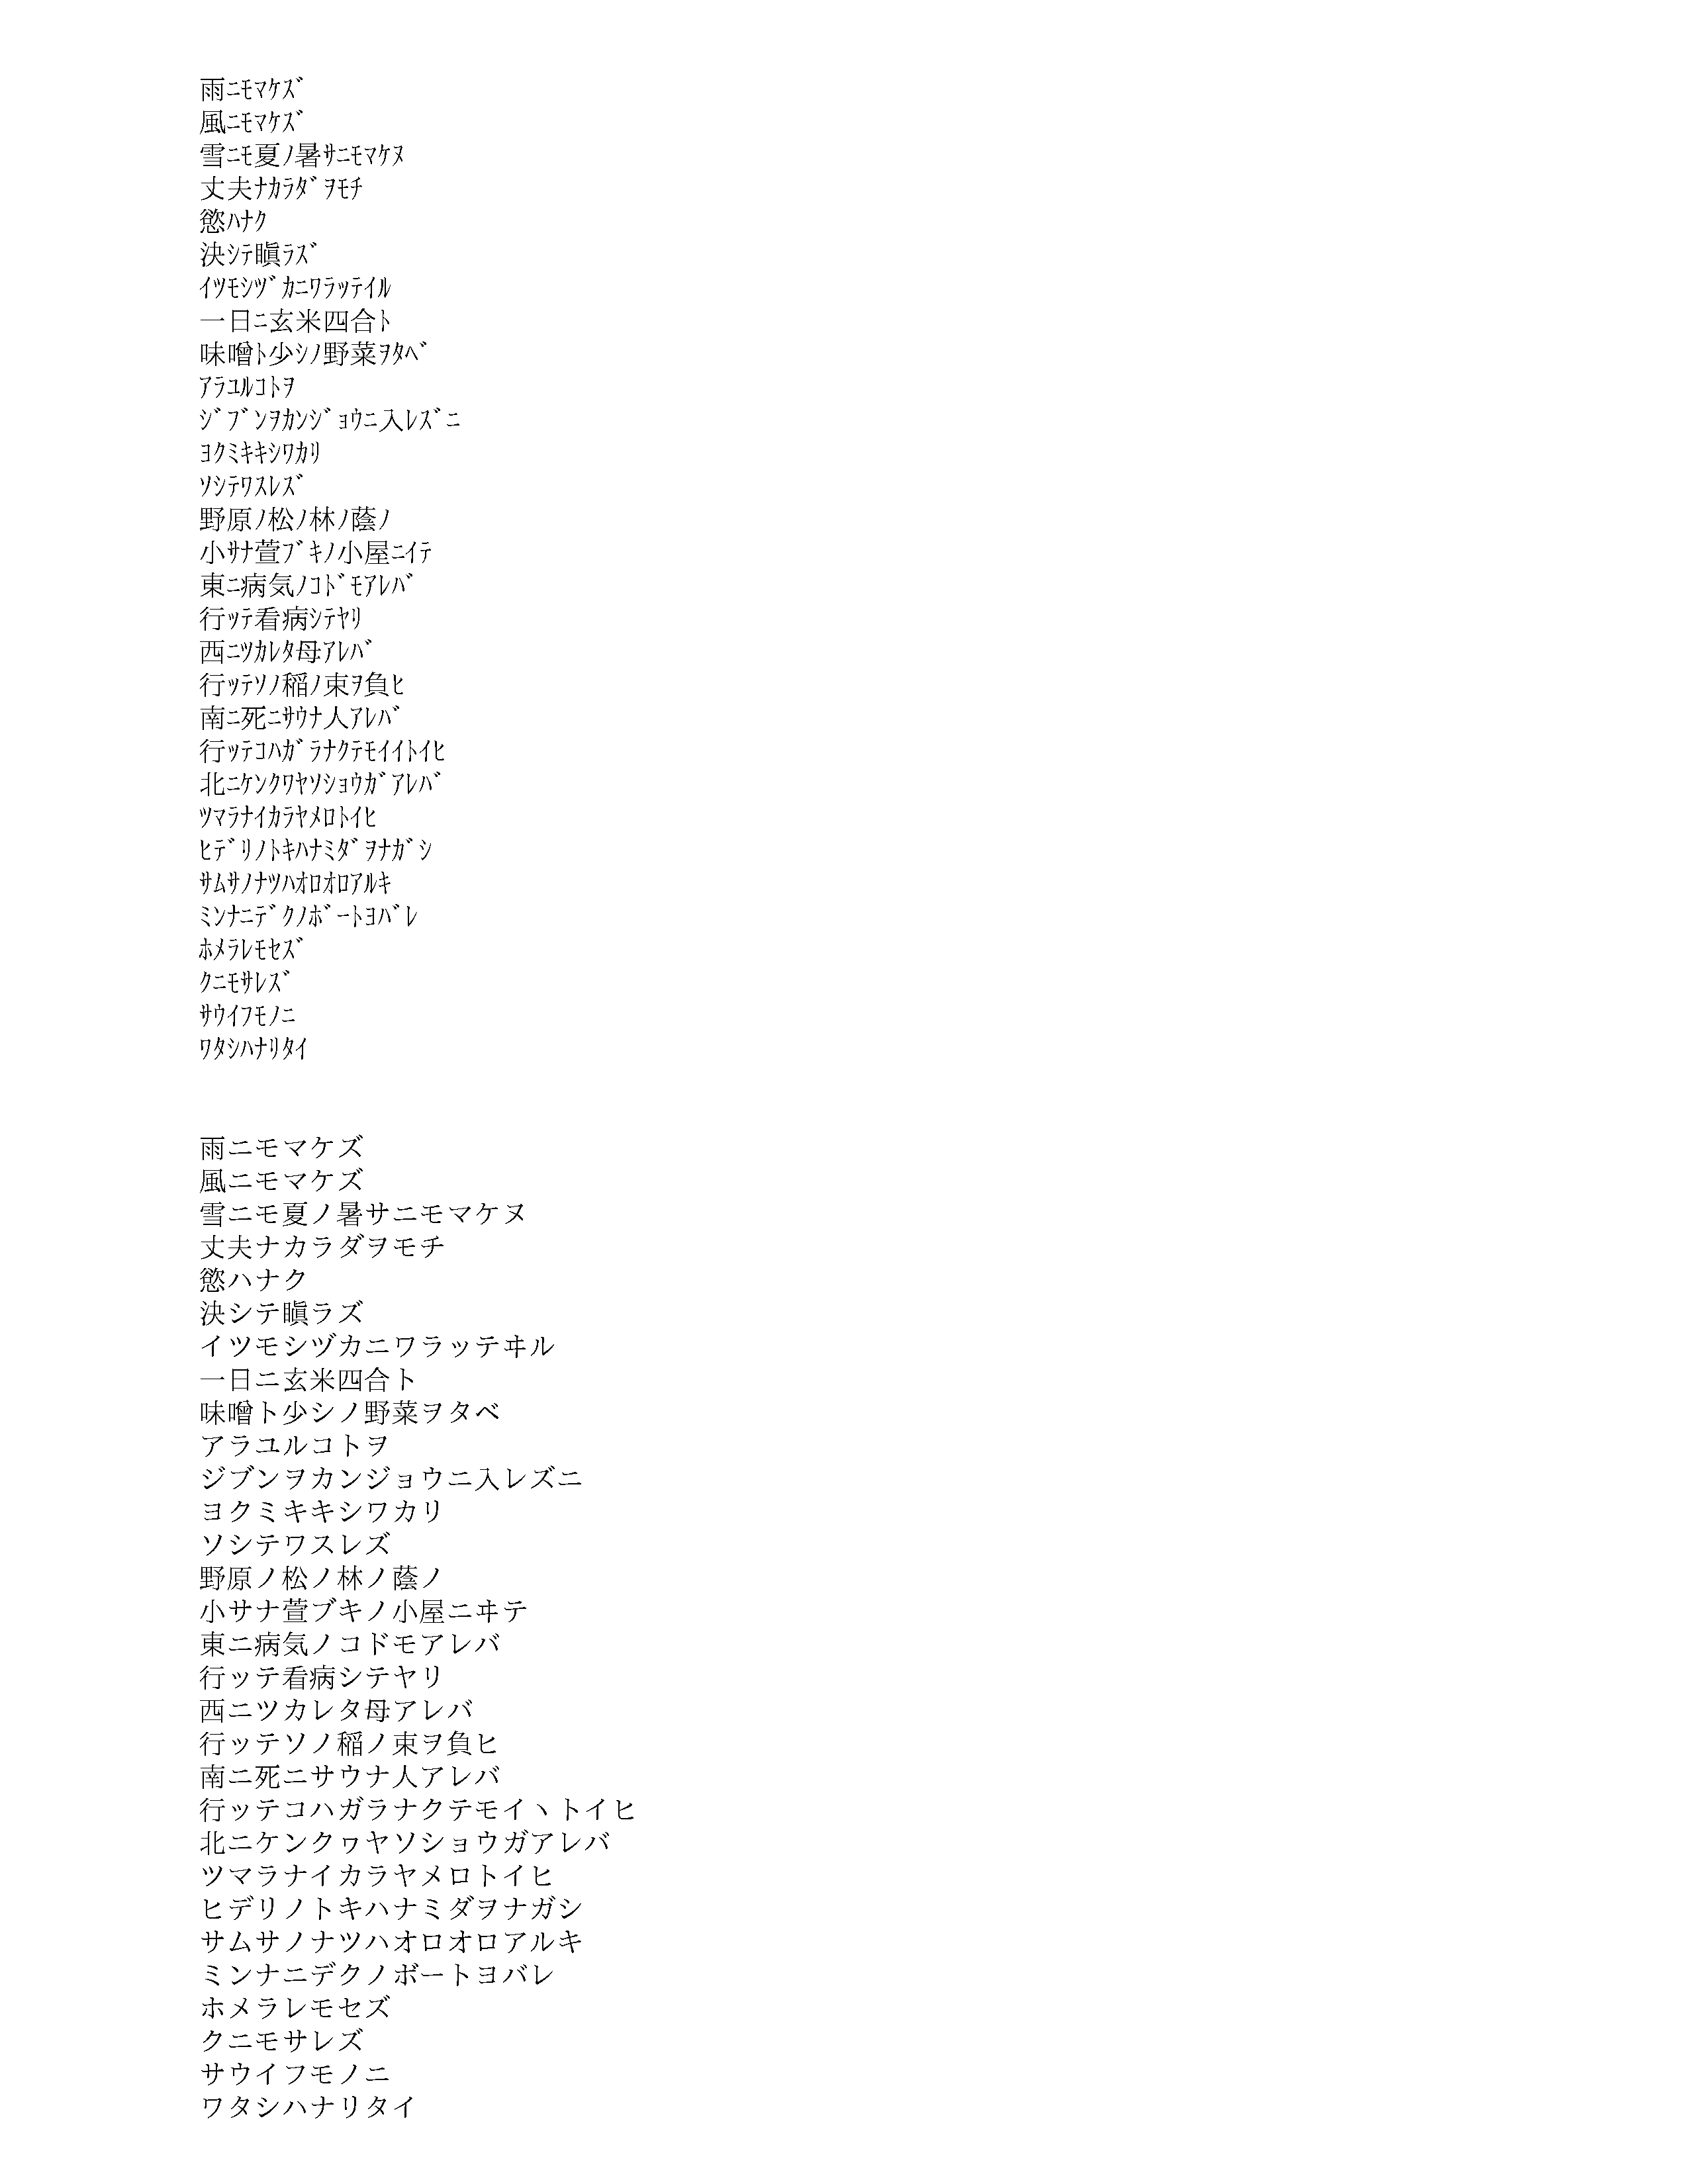 雨ﾆﾓﾏｹｽﾞ
風ﾆﾓﾏｹｽﾞ
雪ﾆﾓ夏ﾉ暑ｻﾆﾓﾏｹﾇ
丈夫ﾅｶﾗﾀﾞｦﾓﾁ
慾ﾊﾅｸ
決ｼﾃ瞋ﾗｽﾞ
ｲﾂﾓｼﾂﾞｶﾆﾜﾗｯﾃｲﾙ
一日ﾆ玄米四合ﾄ
味噌ﾄ少ｼﾉ野菜ｦﾀﾍﾞ
ｱﾗﾕﾙｺﾄｦ
ｼﾞﾌﾞﾝｦｶﾝｼﾞｮｳﾆ入ﾚｽﾞﾆ
ﾖｸﾐｷｷｼﾜｶﾘ
ｿｼﾃﾜｽﾚｽﾞ
野原ﾉ松ﾉ林ﾉ蔭ﾉ
小ｻﾅ萱ﾌﾞｷﾉ小屋ﾆｲﾃ
東ﾆ病気ﾉｺﾄﾞﾓｱﾚﾊﾞ
行ｯﾃ看病ｼﾃﾔﾘ
西ﾆﾂｶﾚﾀ母ｱﾚﾊﾞ
行ｯﾃｿﾉ稲ﾉ束ｦ負ﾋ
南ﾆ死ﾆｻｳﾅ人ｱﾚﾊﾞ
行ｯﾃｺﾊｶﾞﾗﾅｸﾃﾓｲｲﾄｲﾋ
北ﾆｹﾝｸﾜﾔｿｼｮｳｶﾞｱﾚﾊﾞ
ﾂﾏﾗﾅｲｶﾗﾔﾒﾛﾄｲﾋ
ﾋﾃﾞﾘﾉﾄｷﾊﾅﾐﾀﾞｦﾅｶﾞｼ
ｻﾑｻﾉﾅﾂﾊｵﾛｵﾛｱﾙｷ
ﾐﾝﾅﾆﾃﾞｸﾉﾎﾞｰﾄﾖﾊﾞﾚ
ﾎﾒﾗﾚﾓｾｽﾞ
ｸﾆﾓｻﾚｽﾞ
ｻｳｲﾌﾓﾉﾆ
ﾜﾀｼﾊﾅﾘﾀｲ
雨ニモマケズ
風ニモマケズ
雪ニモ夏ノ暑サニモマケヌ
丈夫ナカラダヲモチ
慾ハナク
決シテ瞋ラズ
イツモシヅカニワラッテヰル
一日ニ玄米四合ト
味噌ト少シノ野菜ヲタベ
アラユルコトヲ
ジブンヲカンジョウニ入レズニ
ヨクミキキシワカリ
ソシテワスレズ
野原ノ松ノ林ノ蔭ノ
小サナ萱ブキノ小屋ニヰテ
東ニ病気ノコドモアレバ
行ッテ看病シテヤリ
西ニツカレタ母アレバ
行ッテソノ稲ノ束ヲ負ヒ
南ニ死ニサウナ人アレバ
行ッテコハガラナクテモイヽトイヒ
北ニケンクヮヤソショウガアレバ
ツマラナイカラヤメロトイヒ
ヒデリノトキハナミダヲナガシ
サムサノナツハオロオロアルキ
ミンナニデクノボートヨバレ
ホメラレモセズ
クニモサレズ
サウイフモノニ
ワタシハナリタイ